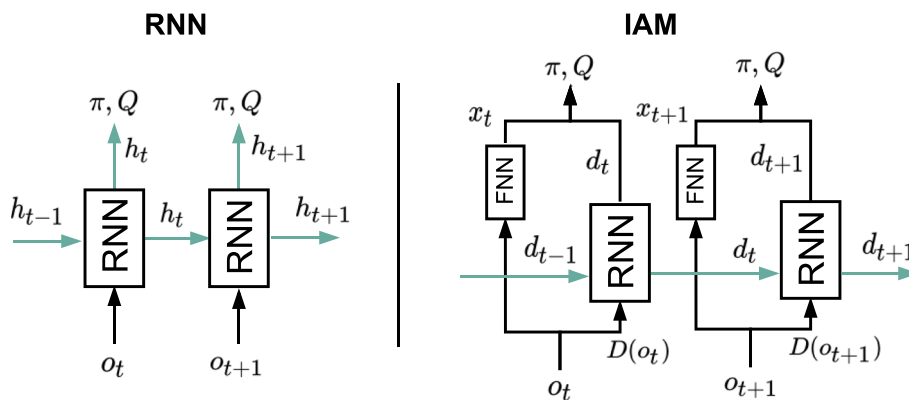 RNN
π, Q
π, Q
h_t
h_{t+1}
h_{t-1}
RNN
h_t
RNN
h_{t+1}
o_t
o_{t+1}
IAM
π, Q
π, Q
x_t
x_{t+1}
FNN
d_t
FNN
d_{t+1}
d_{t-1}
RNN
d_t
RNN
d_{t+1}
D(o_t)
D(o_{t+1})
o_t
o_{t+1}